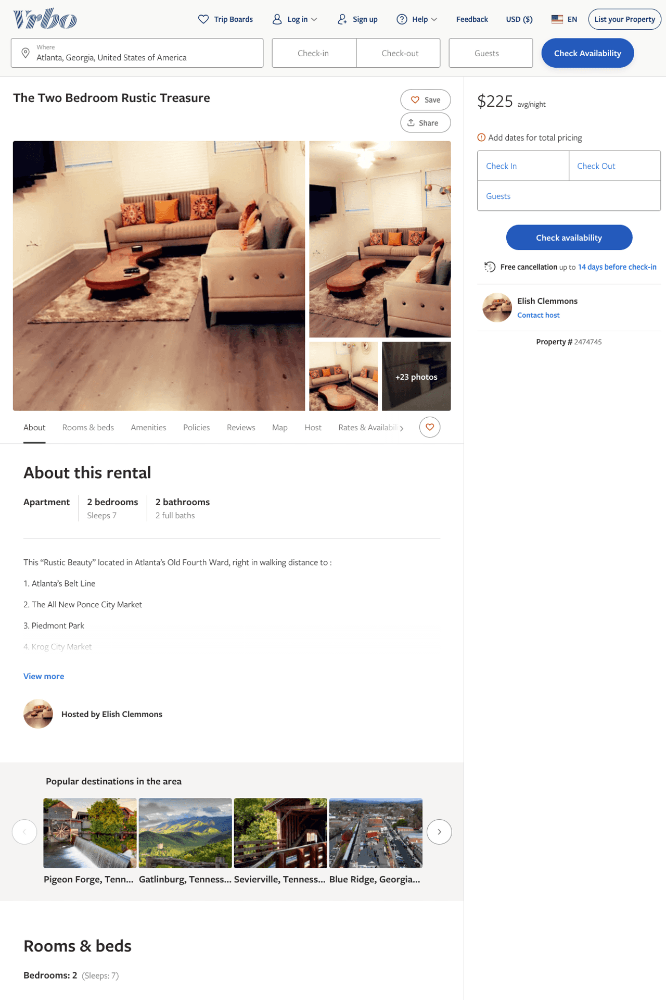 Vrbo
Trip Boards
Log in
Sign up
Help
Feedback
USD ($)
EN
List your Property
Where
Atlanta, Georgia, United States of America
Check-in
Check-out
Guests
Check Availability
The Two Bedroom Rustic Treasure
Save
Share
+23 photos
$225 avg/night
Add dates for total pricing
Check In
Check Out
Guests
Check availability
Free cancellation up to 14 days before check-in
Elish Clemmons
Contact host
Property # 2474745
About
Rooms & beds
Amenities
Policies
Reviews
Map
Host
Rates & Availabili
About this rental
Apartment
2 bedrooms
Sleeps 7
2 bathrooms
2 full baths
This “Rustic Beauty” located in Atlanta’s Old Fourth Ward, right in walking distance to :
1. Atlanta’s Belt Line
2. The All New Ponce City Market
3. Piedmont Park
4. Krog City Market
View more
Hosted by Elish Clemmons
Popular destinations in the area
Pigeon Forge, Tenn...
Gatlinburg, Tenness...
Sevierville, Tenness...
Blue Ridge, Georgia...
Rooms & beds
Bedrooms: 2 (Sleeps: 7)